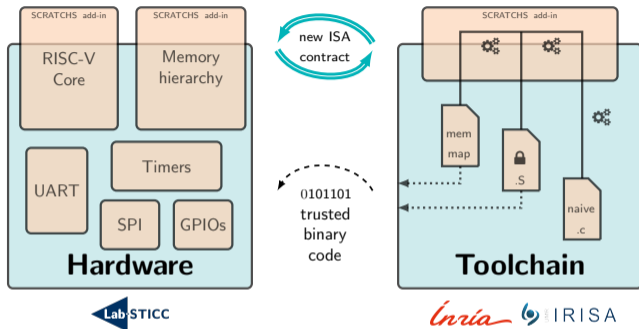 SCRATCHS add-in
SCRATCHS add-in
RISC-V
Core
Memory
hierarchy
UART
Timers
SPI
GPIOs
Hardware
new ISA
contract
0101101
trusted
binary
code
SCRATCHS add-in
mem
map
.S
naive
.c
Toolchain
Lab-STICC
Inria
IRISA